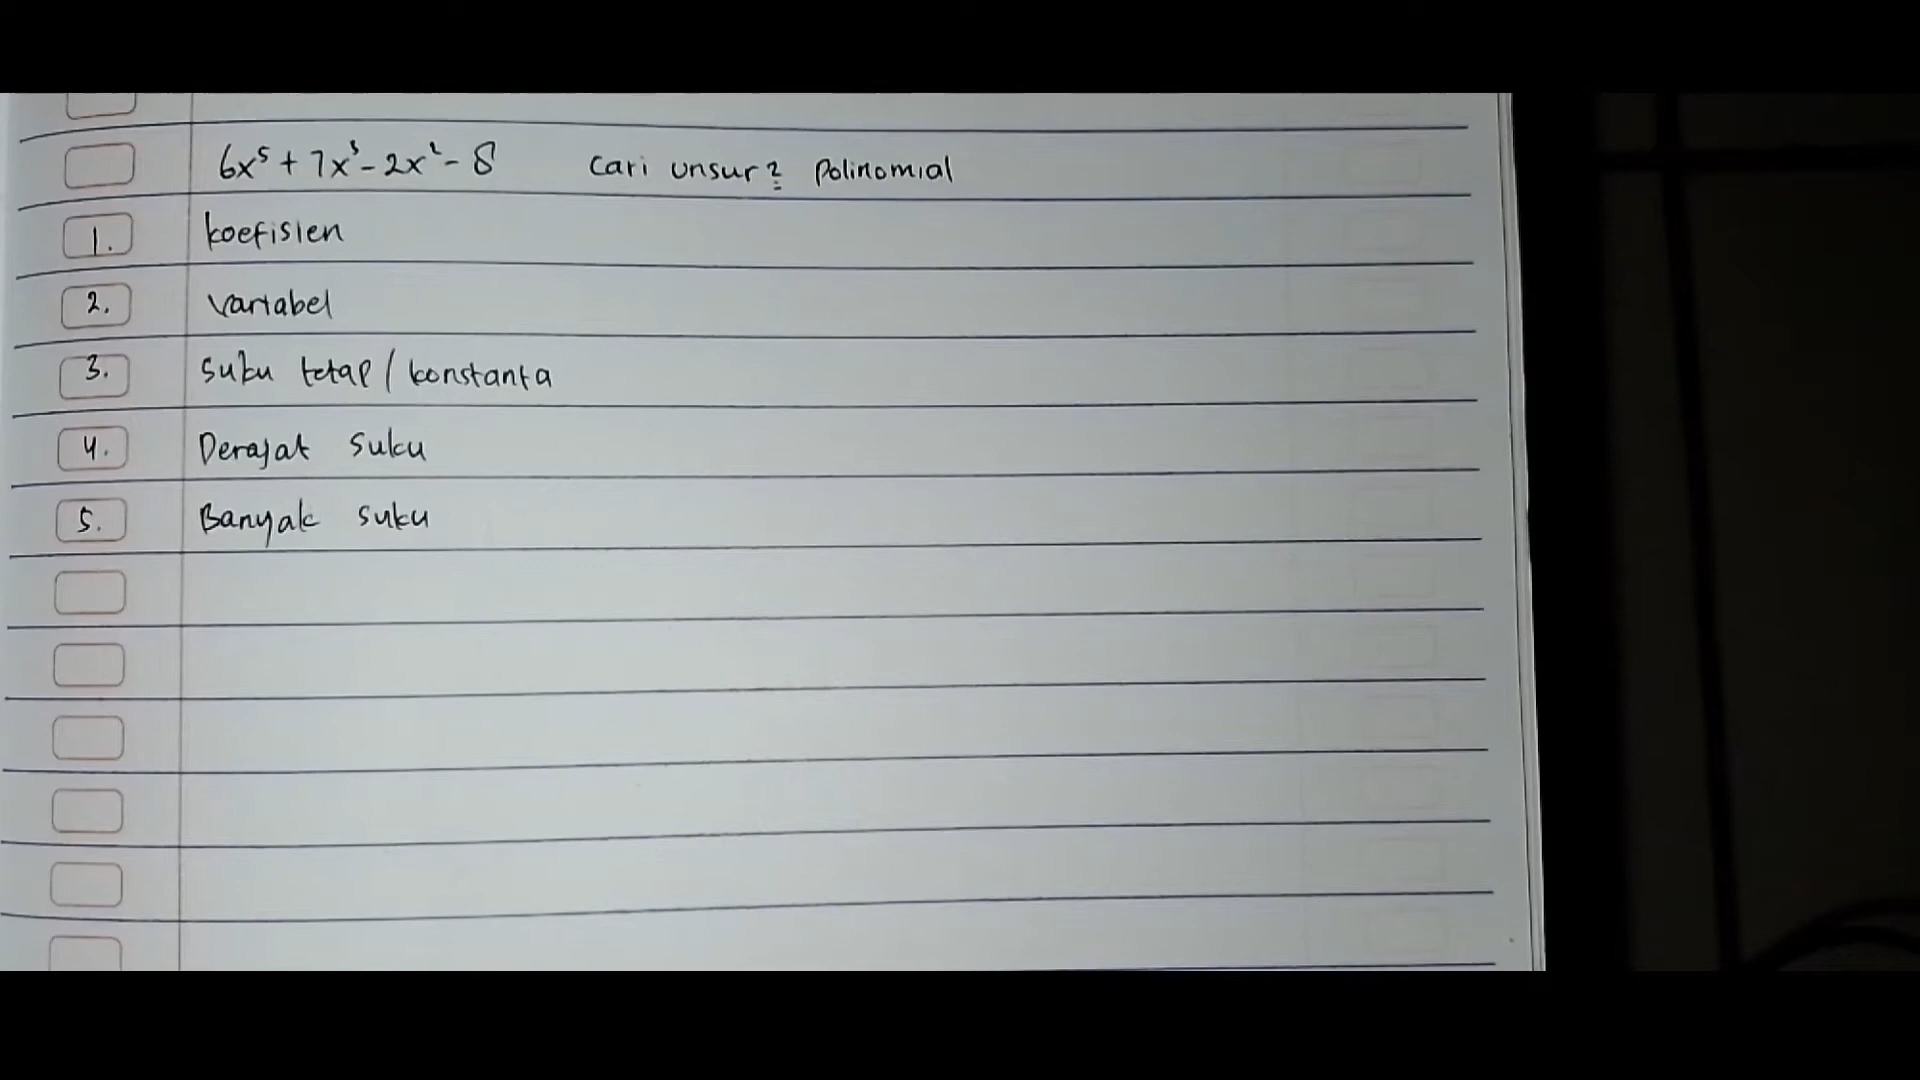 6x⁵ + 7x³ - 2x² - 8 Cari unsur2 Polinomial
1. koefisien
2. Variabel
3. suku tetap / konstanta
4. Derajat suku
5. Banyak suku